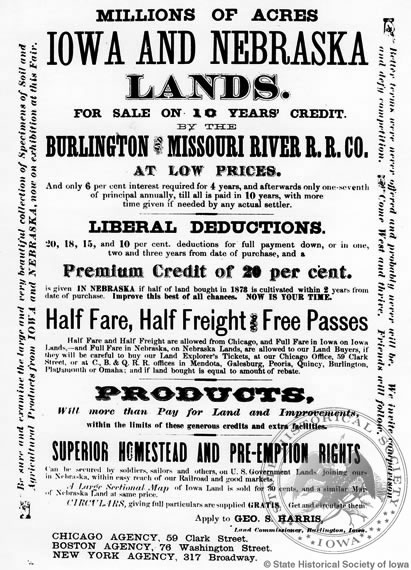 MILLIONS OF ACRES
IOWA AND NEBRASKA
LANDS.
FOR SALE ON 10 YEARS' CREDIT.
BY THE
BURLINGTON AND MISSOURI RIVER R. R. CO.
AT LOW PRICES.
And only 6 per cent interest required for 4 years, and afterwards only one-seventh
of principal annually, till all is paid in 10 years, with more
time given if needed by any actual settler.
LIBERAL DEDUCTIONS.
20, 18, 15, and 10 per cent. deductions for full payment down, or in one,
two and three years from date of purchase, and a
Premium Credit of 20 per cent.
is given IN NEBRASKA if half of land bought in 1873 is cultivated within 2 years from
date of purchase. Improve this best of all chances. NOW IS YOUR TIME.
Half Fare, Half Freight AND Free Passes
Half Fare and Half Freight are allowed from Chicago, and Full Fare in Iowa on Iowa
Lands,—and Full Fare in Nebraska, on Nebraska Lands, are allowed to our Land Buyers, if
they will be careful to buy our Land Explorer's Tickets, at our Chicago Office, 59 Clark
Street, or at C., B. & Q. R. R. offices in Mendota, Galesburg, Peoria, Quincy, Burlington,
Plattsmouth or Omaha; and if land bought is equal to amount of rebate.
PRODUCTS,
Will more than Pay for Land and Improvements,
within the limits of these generous credits and extra facilities.
SUPERIOR HOMESTEAD AND PRE-EMPTION RIGHTS
Can be secured by soldiers, sailors and others, on U. S. Government Lands joining ours
in Nebraska, within easy reach of our Railroad and good markets.
A Large Sectional Map of Iowa Land is sold for 30 cents, and a similar Map
of Nebraska Land at same price.
CIRCULARS, giving full particulars are supplied GRATIS. Get and circulate them.
Apply to GEO. S. HARRIS,
Land Commissioner, Burlington, Iowa.
CHICAGO AGENCY, 59 Clark Street.
BOSTON AGENCY, 76 Washington Street.
NEW YORK AGENCY, 317 Broadway.
Be sure and examine the large and very beautiful collection of Specimens of Soil and
Agricultural Products from IOWA and NEBRASKA, now on exhibition at this Fair.
Better terms were never offered and probably never will be. We invite comparison
and defy competition. Come West and thrive. Friends will follow.
STATE HISTORICAL SOCIETY OF IOWA
© State Historical Society of Iowa